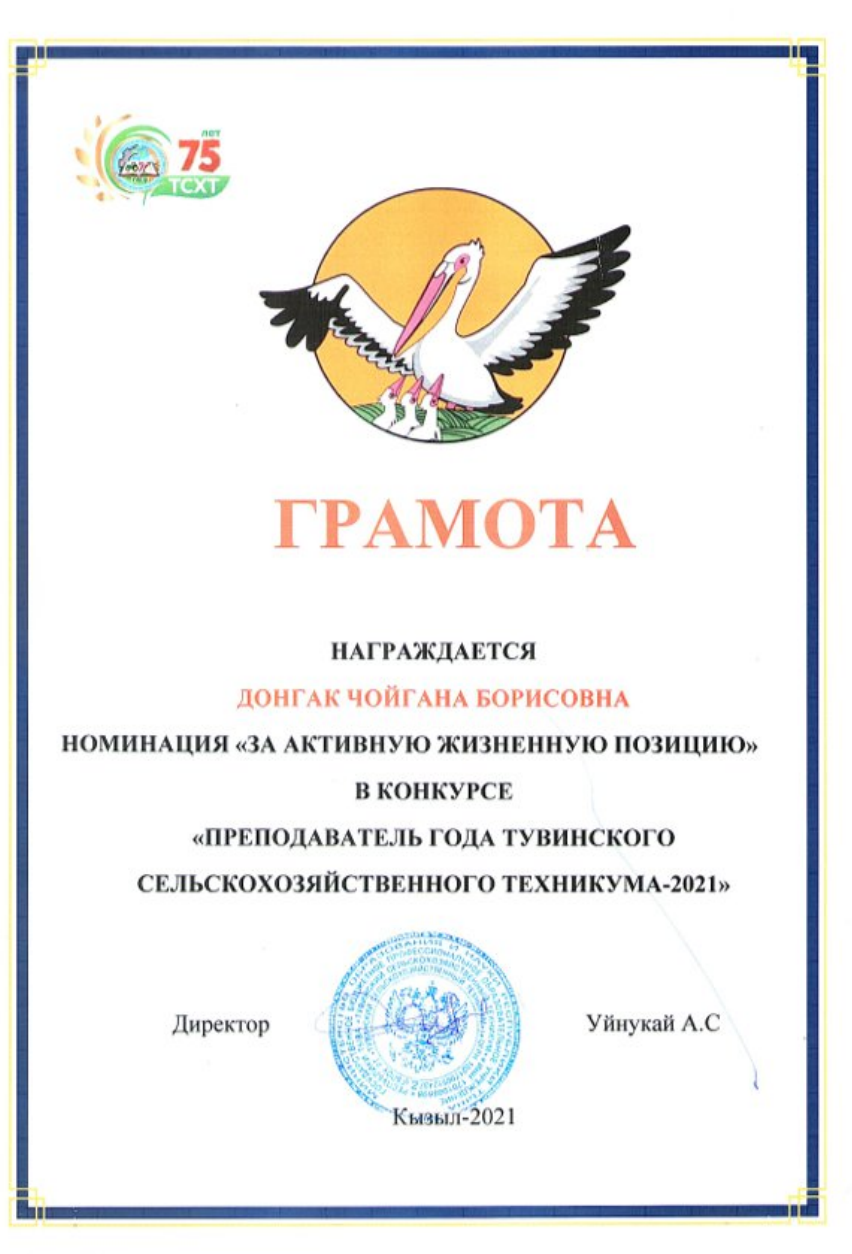 75 лет
ТСХТ
ГРАМОТА
НАГРАЖДАЕТСЯ
ДОНГАК ЧОЙГАНА БОРИСОВНА
НОМИНАЦИЯ «ЗА АКТИВНУЮ ЖИЗНЕННУЮ ПОЗИЦИЮ»
В КОНКУРСЕ
«ПРЕПОДАВАТЕЛЬ ГОДА ТУВИНСКОГО
СЕЛЬСКОХОЗЯЙСТВЕННОГО ТЕХНИКУМА-2021»
Директор
Уйнукай А.С
Кызыл-2021